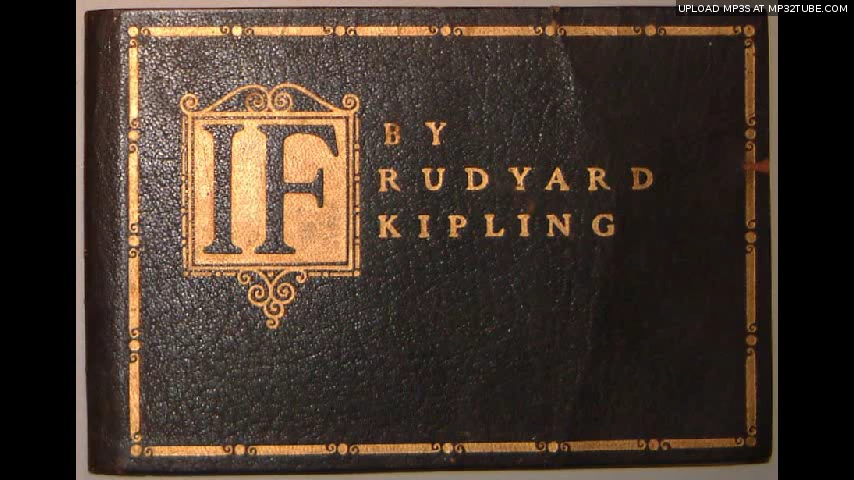 UPLOAD MP3S AT MP32TUBE.COM
IF
BY
RUDYARD
KIPLING